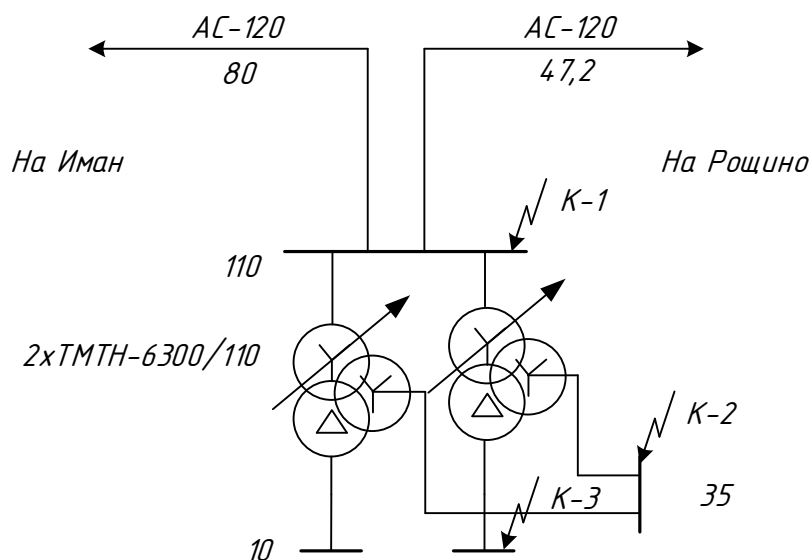 АС-120
АС-120
80
47,2
На Иман
На Рощино
К-1
110
2хТМТН-6300/110
К-2
К-3
35
10